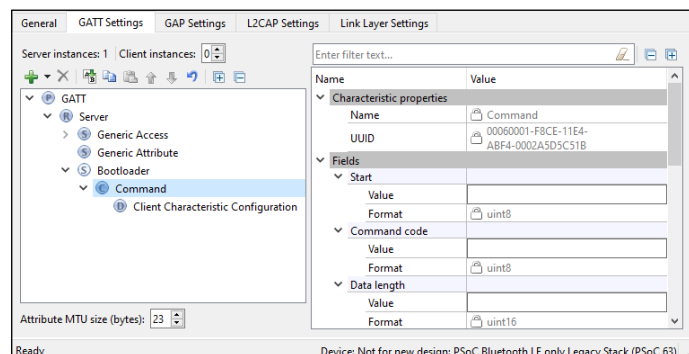 General GATT Settings GAP Settings L2CAP Settings Link Layer Settings
Server instances: 1 Client instances: 0
Enter filter text...
GATT
Server
Generic Access
Generic Attribute
Bootloader
Command
Client Characteristic Configuration
Attribute MTU size (bytes): 23
Name Value
Characteristic properties
Name Command
UUID 00060001-F8CE-11E4-
ABF4-0002A5D5C51B
Fields
Start
Value
Format uint8
Command code
Value
Format uint8
Data length
Value
Format uint16
Ready Device: Not for new design: PSoC Bluetooth LE only Legacy Stack (PSoC 63)